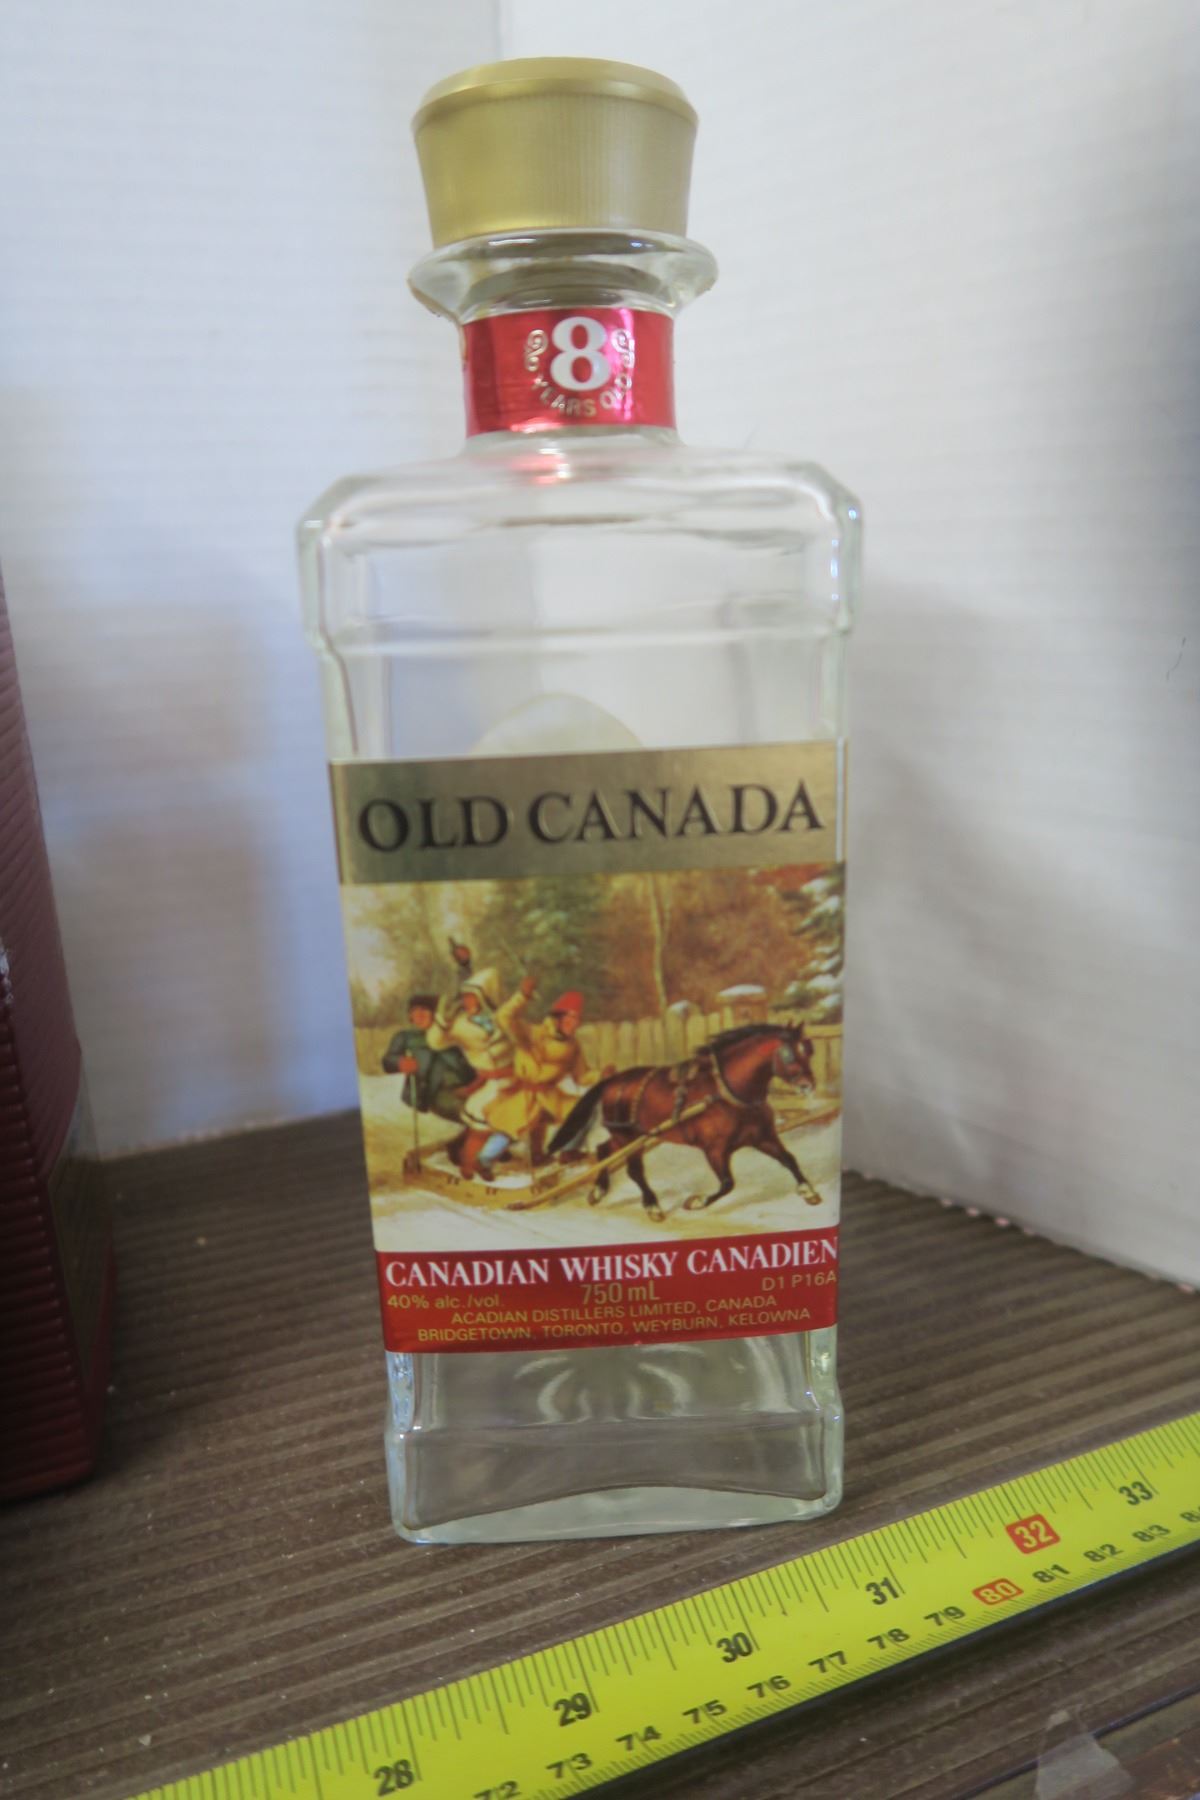 8
YEARS OLD
OLD CANADA
CANADIAN WHISKY CANADIEN
40% alc./vol. 750 mL D1 P16A
ACADIAN DISTILLERS LIMITED, CANADA
BRIDGETOWN, TORONTO, WEYBURN, KELOWNA
28 29 30 31 32 33
72 73 74 75 76 77 78 79 80 81 82 83